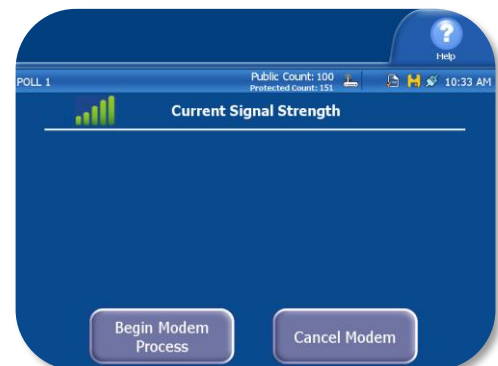 ?
Help
POLL 1
Public Count: 100
Protected Count: 151
10:33 AM
Current Signal Strength
Begin Modem
Process
Cancel Modem